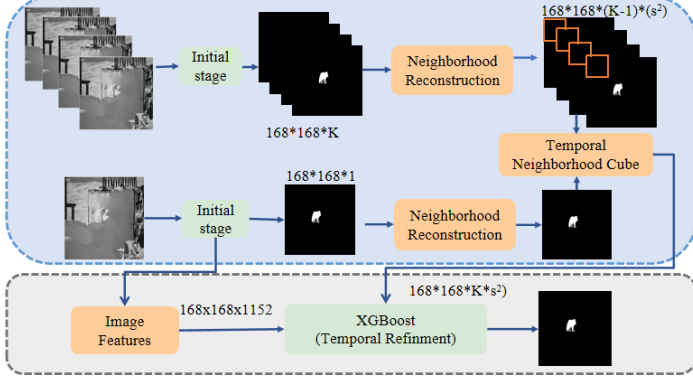 168*168*(K-1)*(s²)
Initial
stage
Neighborhood
Reconstruction
168*168*K
Temporal
Neighborhood Cube
168*168*1
Initial
stage
Neighborhood
Reconstruction
168*168*K*s²)
168x168x1152
Image
Features
XGBoost
(Temporal Refinment)